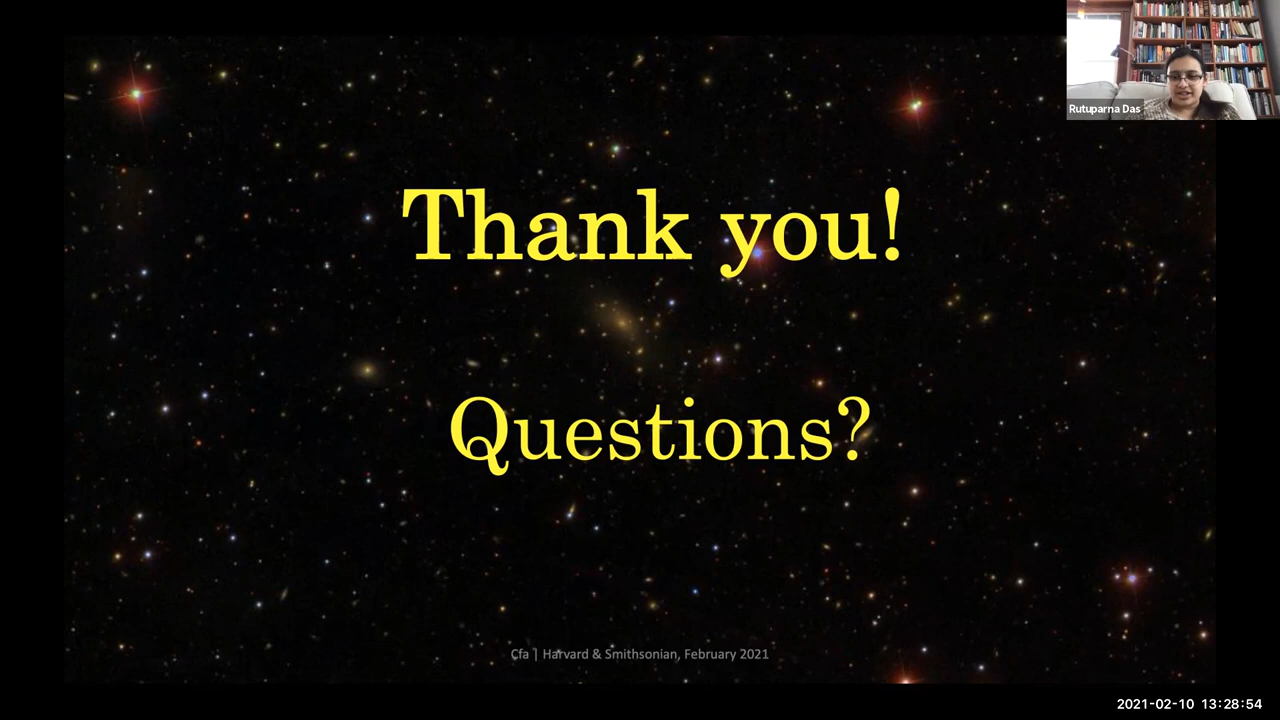 Rutuparna Das
Thank you!
Questions?
Cfa | Harvard & Smithsonian, February 2021
2021-02-10 13:28:54